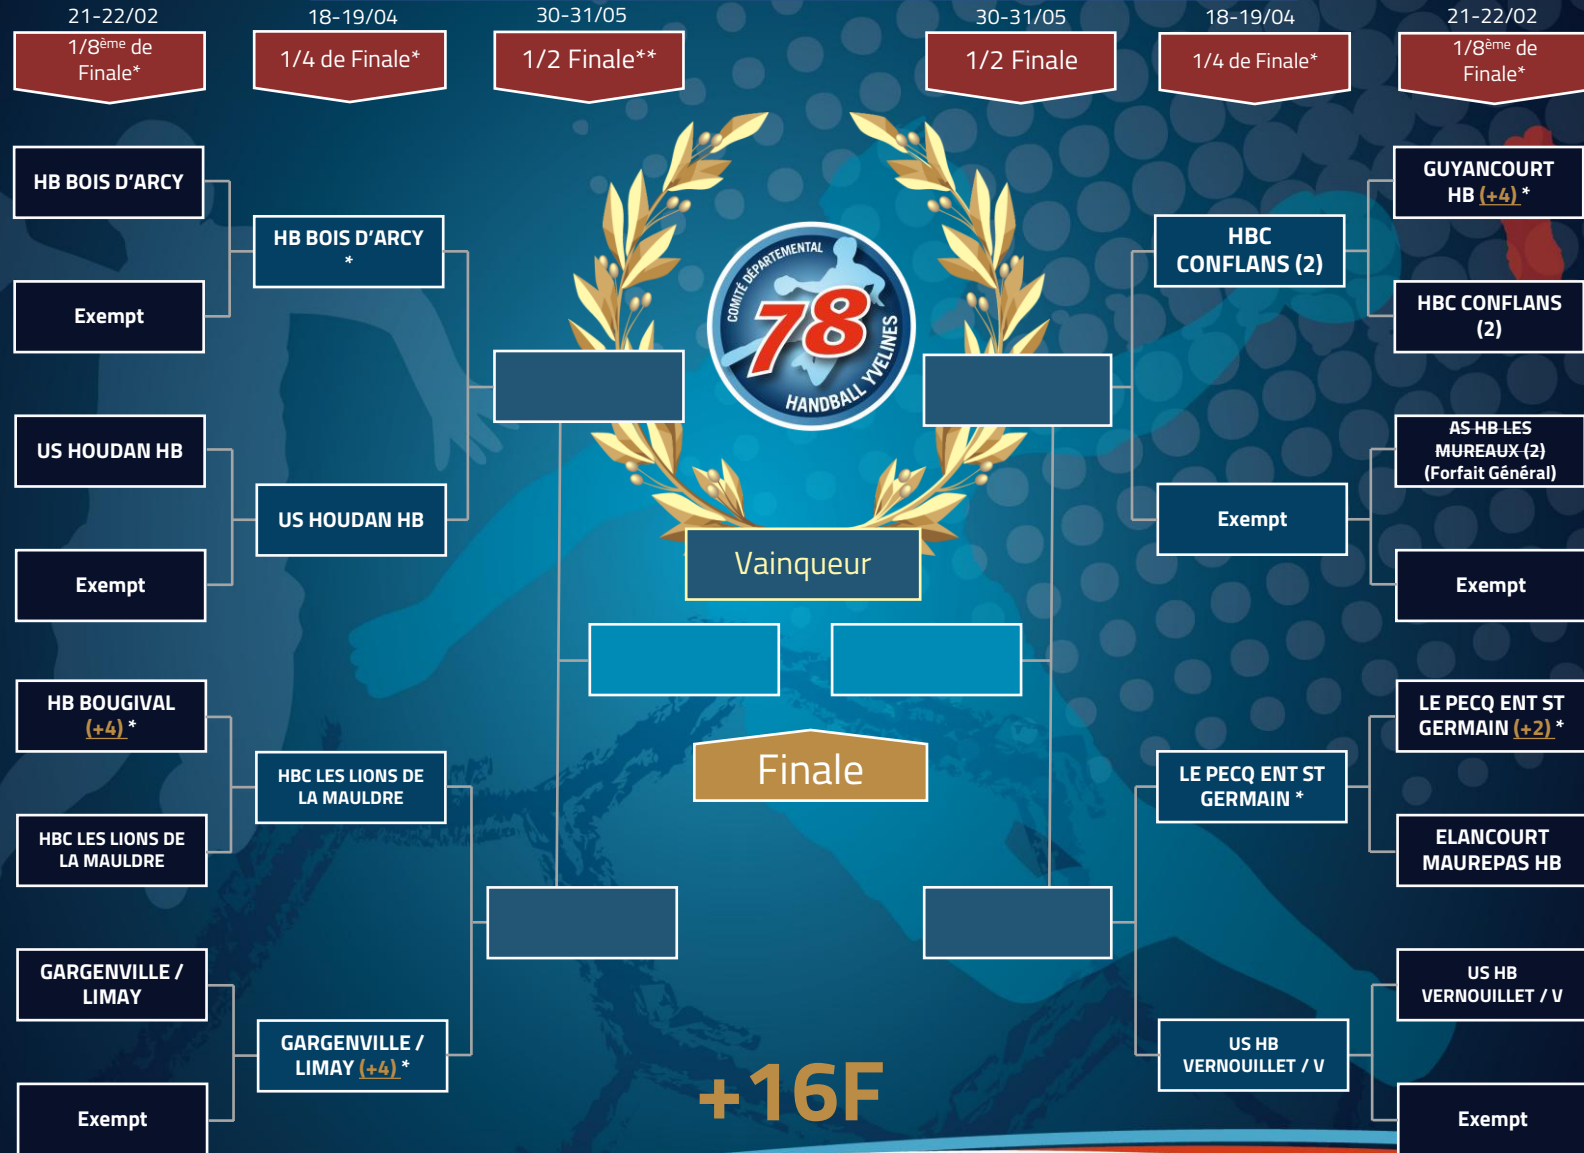 21-22/02
18-19/04
30-31/05
30-31/05
18-19/04
21-22/02
1/8ème de
Finale*
1/4 de Finale*
1/2 Finale**
1/2 Finale
1/4 de Finale*
1/8ème de
Finale*
HB BOIS D'ARCY
Exempt
US HOUDAN HB
Exempt
HB BOUGIVAL
(+4) *
HBC LES LIONS DE
LA MAULDRE
GARGENVILLE /
LIMAY
Exempt
HB BOIS D'ARCY
*
US HOUDAN HB
HBC LES LIONS DE
LA MAULDRE
GARGENVILLE /
LIMAY (+4) *
COMITÉ DÉPARTEMENTAL
78
HANDBALL YVELINES
Vainqueur
Finale
+16F
HBC
CONFLANS (2)
Exempt
LE PECQ ENT ST
GERMAIN *
US HB
VERNOUILLET / V
GUYANCOURT
HB (+4) *
HBC CONFLANS
(2)
AS HB LES
MUREAUX (2)
(Forfait Général)
Exempt
LE PECQ ENT ST
GERMAIN (+2) *
ELANCOURT
MAUREPAS HB
US HB
VERNOUILLET / V
Exempt